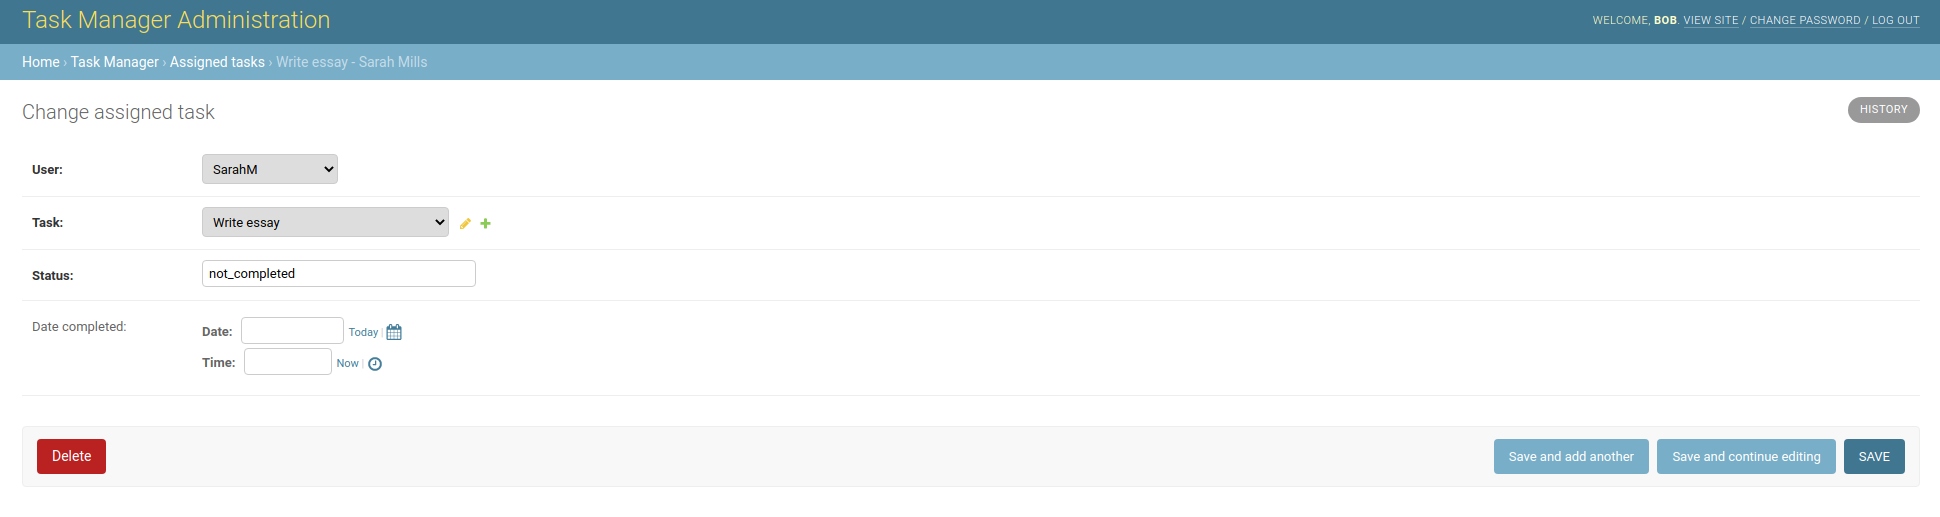 Task Manager Administration
WELCOME, BOB. VIEW SITE / CHANGE PASSWORD / LOG OUT
Home › Task Manager › Assigned tasks › Write essay - Sarah Mills
Change assigned task
HISTORY
User:
SarahM
Task:
Write essay
Status:
not_completed
Date completed:
Date:
Today |
Time:
Now |
Delete
Save and add another
Save and continue editing
SAVE